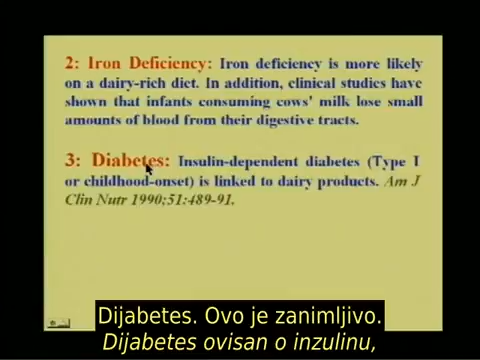 2: Iron Deficiency: Iron deficiency is more likely
on a dairy-rich diet. In addition, clinical studies have
shown that infants consuming cows' milk lose small
amounts of blood from their digestive tracts.
3: Diabetes: Insulin-dependent diabetes (Type I
or childhood-onset) is linked to dairy products. Am J
Clin Nutr 1990;51:489-91.
Dijabetes. Ovo je zanimljivo.
Dijabetes ovisan o inzulinu,